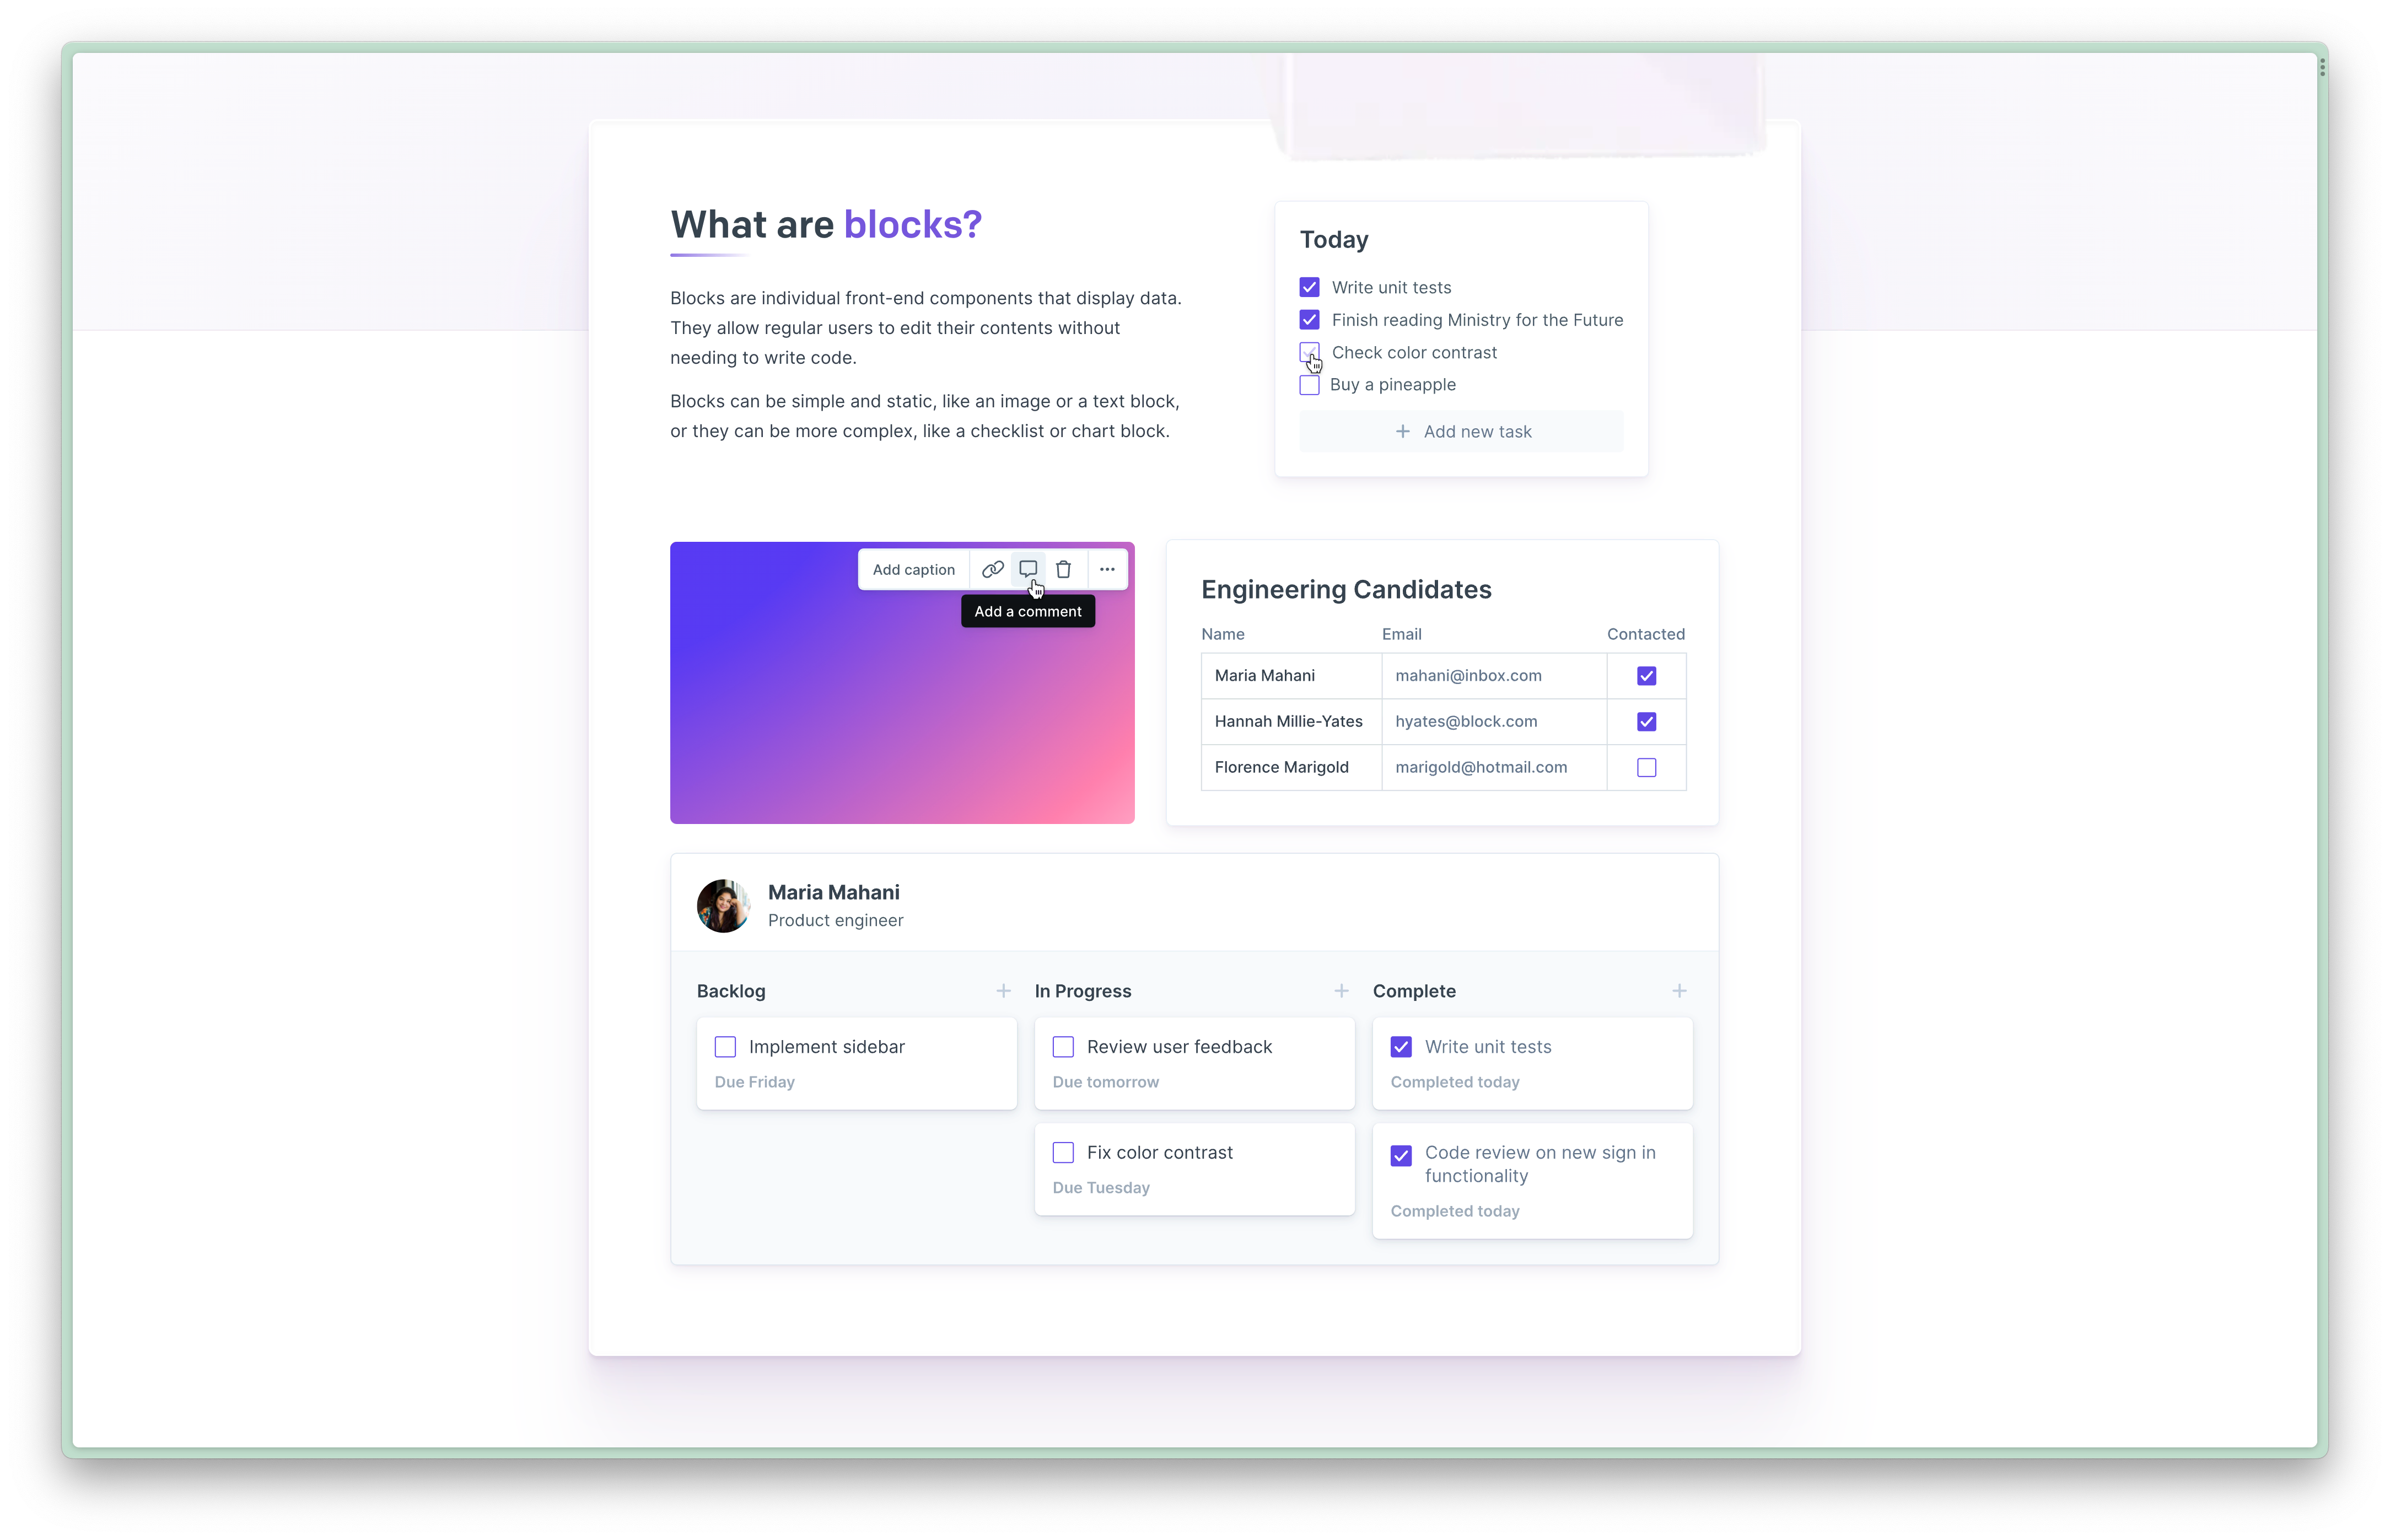 What are blocks?
Blocks are individual front-end components that display data.
They allow regular users to edit their contents without
needing to write code.
Blocks can be simple and static, like an image or a text block,
or they can be more complex, like a checklist or chart block.
Today
Write unit tests
Finish reading Ministry for the Future
Check color contrast
Buy a pineapple
+ Add new task
Add caption
Add a comment
Engineering Candidates
Name Email Contacted
Maria Mahani mahani@inbox.com
Hannah Millie-Yates hyates@block.com
Florence Marigold marigold@hotmail.com
Maria Mahani
Product engineer
Backlog
Implement sidebar
Due Friday
In Progress
Review user feedback
Due tomorrow
Fix color contrast
Due Tuesday
Complete
Write unit tests
Completed today
Code review on new sign in
functionality
Completed today